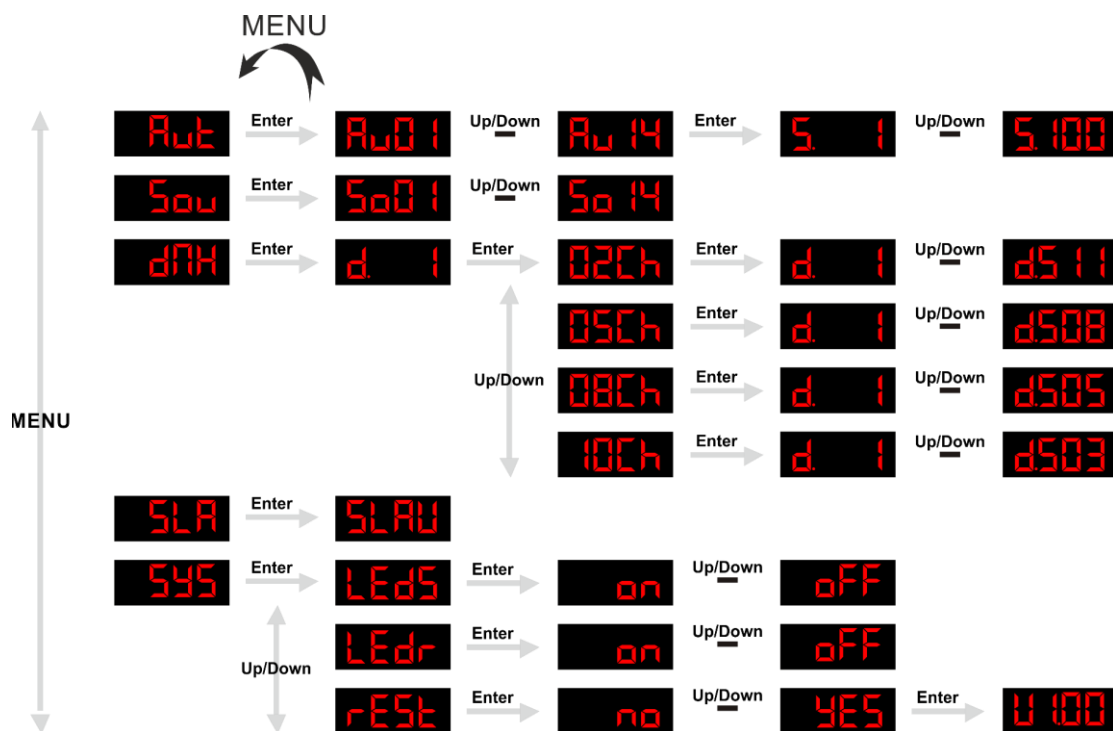 MENU
Aut Enter Au01 Up/Down Au14 Enter S. 1 Up/Down S.100
Sou Enter So01 Up/Down So14
dMH Enter d. 1 Enter 02Ch Enter d. 1 Up/Down d.511
05Ch Enter d. 1 Up/Down d.508
Up/Down 08Ch Enter d. 1 Up/Down d.505
MENU
10Ch Enter d. 1 Up/Down d.503
SLA Enter SLAU
SYS Enter LEdS Enter on Up/Down oFF
Up/Down LEdr Enter on Up/Down oFF
rESt Enter no Up/Down YES Enter U1.00